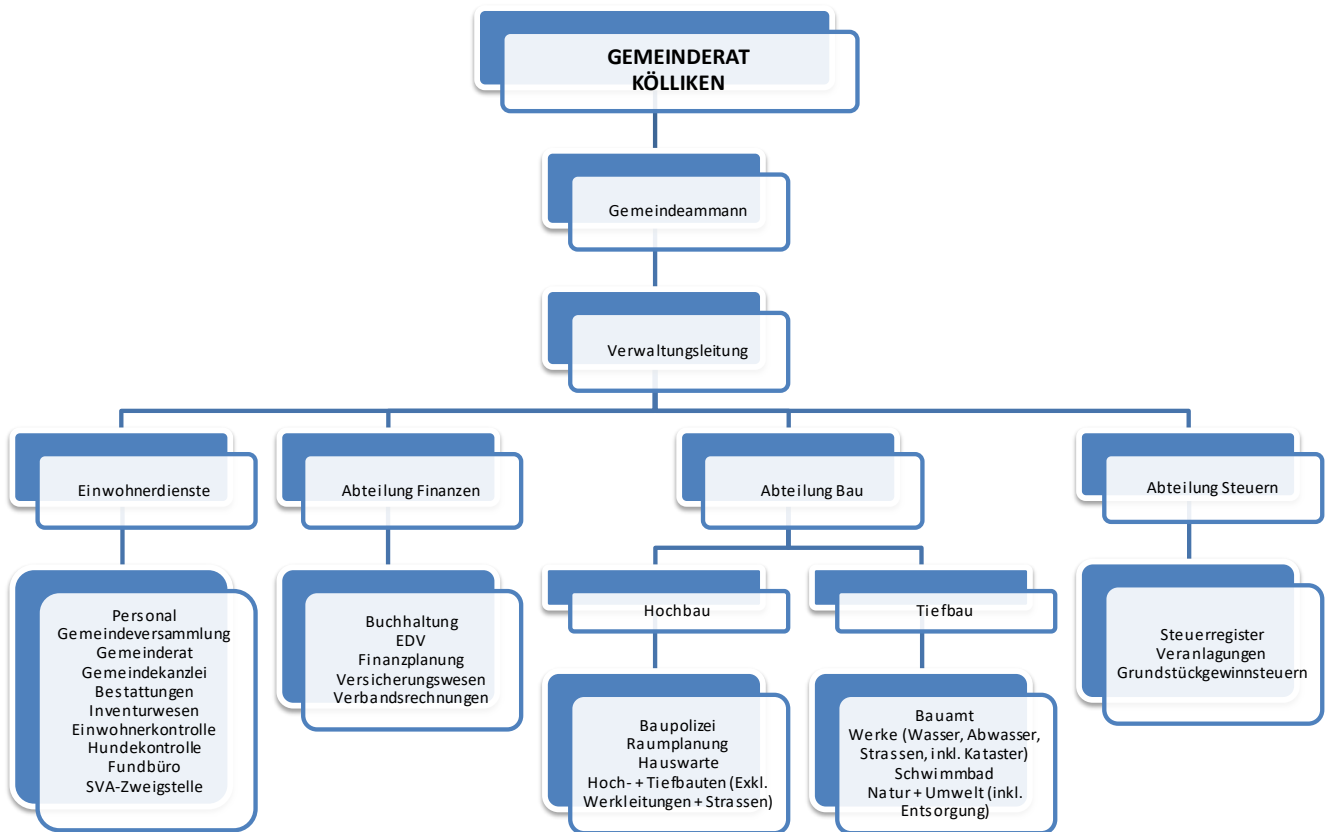 GEMEINDERAT
KÖLLIKEN
Gemeindeammann
Verwaltungsleitung
Einwohnerdienste
Abteilung Finanzen
Abteilung Bau
Abteilung Steuern
Personal
Gemeindeversammlung
Gemeinderat
Gemeindekanzlei
Bestattungen
Inventurwesen
Einwohnerkontrolle
Hundekontrolle
Fundbüro
SVA-Zweigstelle
Buchhaltung
EDV
Finanzplanung
Versicherungswesen
Verbandsrechnungen
Hochbau
Baupolizei
Raumplanung
Hauswarte
Hoch- + Tiefbauten (Exkl.
Werkleitungen + Strassen)
Tiefbau
Bauamt
Werke (Wasser, Abwasser,
Strassen, inkl. Kataster)
Schwimmbad
Natur + Umwelt (inkl.
Entsorgung)
Steuerregister
Veranlagungen
Grundstückgewinnsteuern